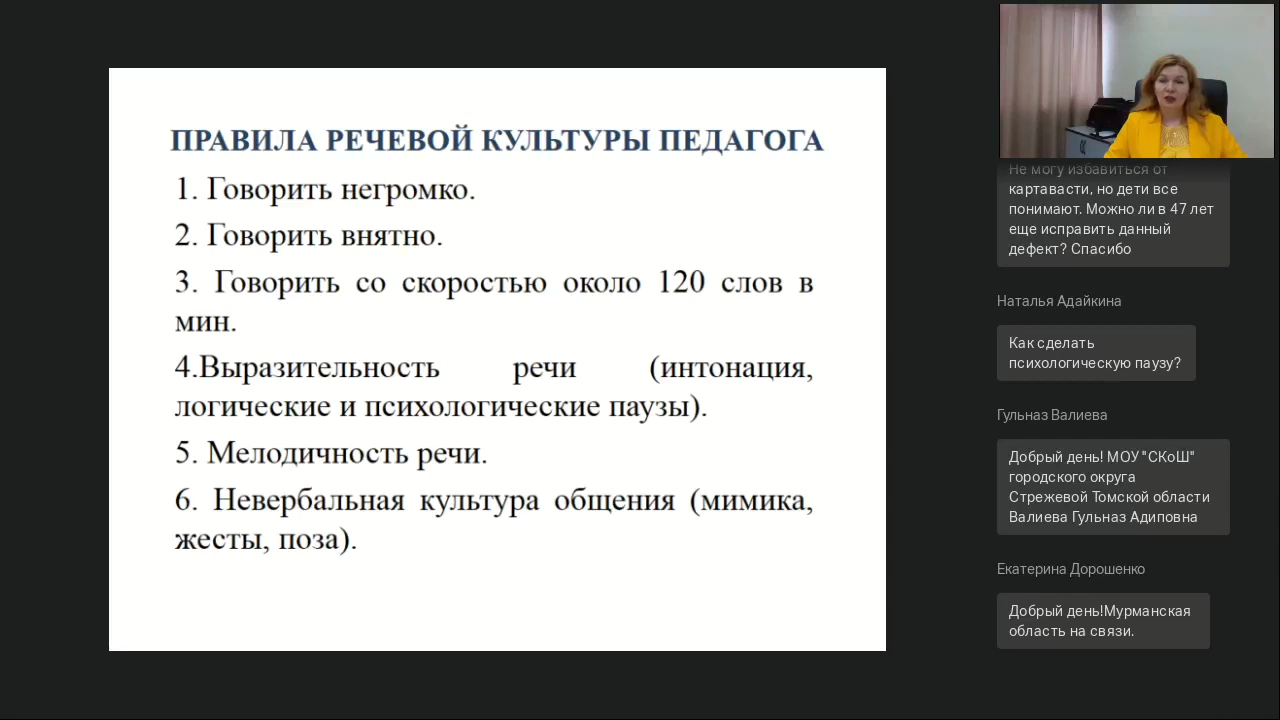 ПРАВИЛА РЕЧЕВОЙ КУЛЬТУРЫ ПЕДАГОГА
1. Говорить негромко.
2. Говорить внятно.
3. Говорить со скоростью около 120 слов в
мин.
4.Выразительность речи (интонация,
логические и психологические паузы).
5. Мелодичность речи.
6. Невербальная культура общения (мимика,
жесты, поза).
Не могу избавиться от
картавасти, но дети все
понимают. Можно ли в 47 лет
еще исправить данный
дефект? Спасибо
Наталья Адайкина
Как сделать
психологическую паузу?
Гульназ Валиева
Добрый день! МОУ "СКоШ"
городского округа
Стрежевой Томской области
Валиева Гульназ Адиповна
Екатерина Дорошенко
Добрый день!Мурманская
область на связи.